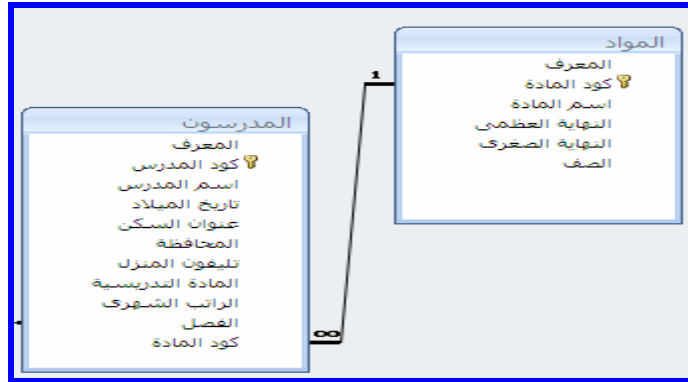 المواد
المعرف
كود المادة
اسم المادة
النهاية العظمى
النهاية الصغرى
الصف
1
المدرسون
المعرف
كود المدرس
اسم المدرس
تاريخ الميلاد
عنوان السكن
المحافظة
تليفون المنزل
المادة التدريسية
الراتب الشهرى
الفصل
كود المادة
∞